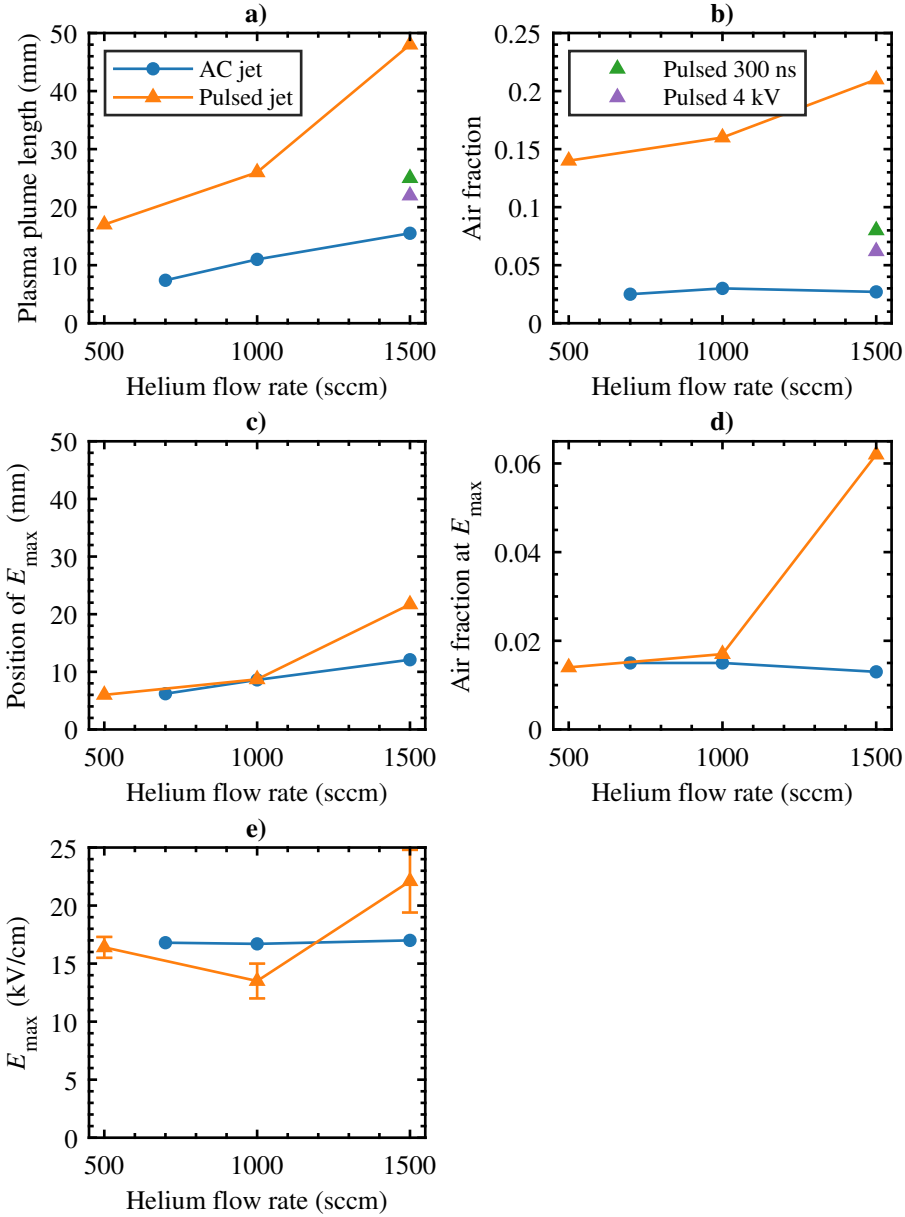 a)
50
40
30
20
10
0
Plasma plume length (mm)
AC jet
Pulsed jet
500 1000 1500
Helium flow rate (sccm)
b)
0.25
0.2
0.15
0.1
0.05
0
Air fraction
Pulsed 300 ns
Pulsed 4 kV
500 1000 1500
Helium flow rate (sccm)
c)
50
40
30
20
10
0
Position of E_max (mm)
500 1000 1500
Helium flow rate (sccm)
d)
0.06
0.04
0.02
0
Air fraction at E_max
500 1000 1500
Helium flow rate (sccm)
e)
25
20
15
10
5
0
E_max (kV/cm)
500 1000 1500
Helium flow rate (sccm)